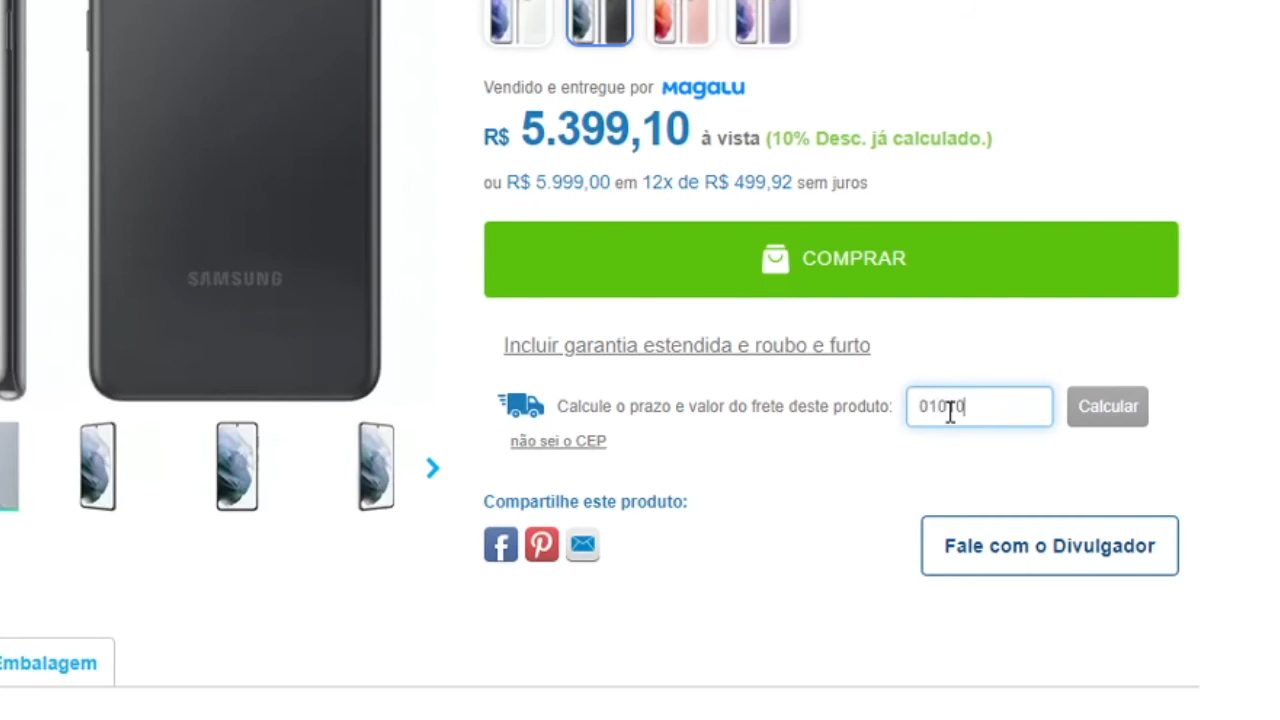 Vendido e entregue por MagaLu
R$ 5.399,10 à vista (10% Desc. já calculado.)
ou R$ 5.999,00 em 12x de R$ 499,92 sem juros
COMPRAR
SAMSUNG
Incluir garantia estendida e roubo e furto
Calcule o prazo e valor do frete deste produto:
Calcular
não sei o CEP
Compartilhe este produto:
Fale com o Divulgador
Embalagem